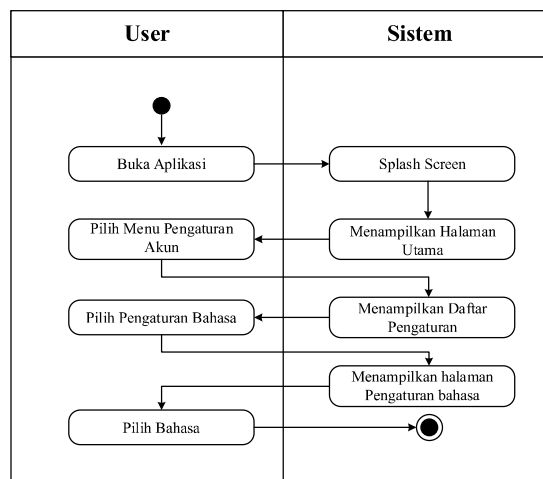 User
Sistem
Buka Aplikasi
Splash Screen
Pilih Menu Pengaturan
Akun
Menampilkan Halaman
Utama
Pilih Pengaturan Bahasa
Menampilkan Daftar
Pengaturan
Menampilkan halaman
Pengaturan bahasa
Pilih Bahasa